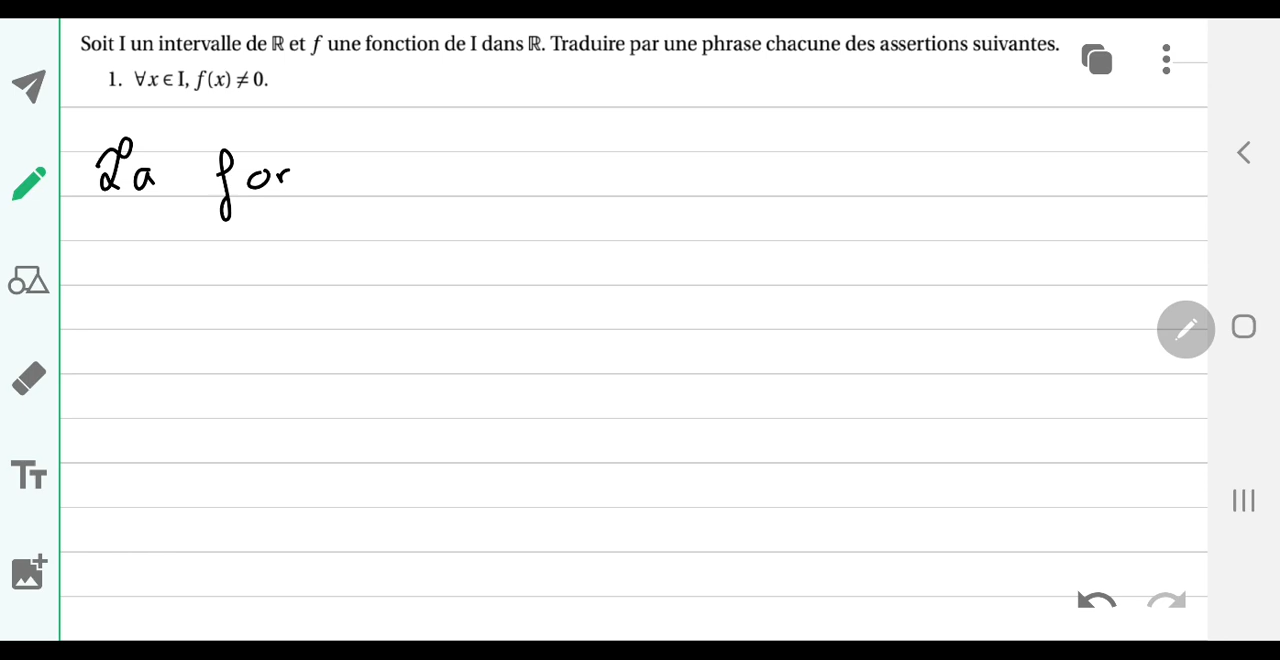 Soit I un intervalle de ℝ et f une fonction de I dans ℝ. Traduire par une phrase chacune des assertions suivantes.
1. ∀x ∈ I, f(x) ≠ 0.
La for
TT